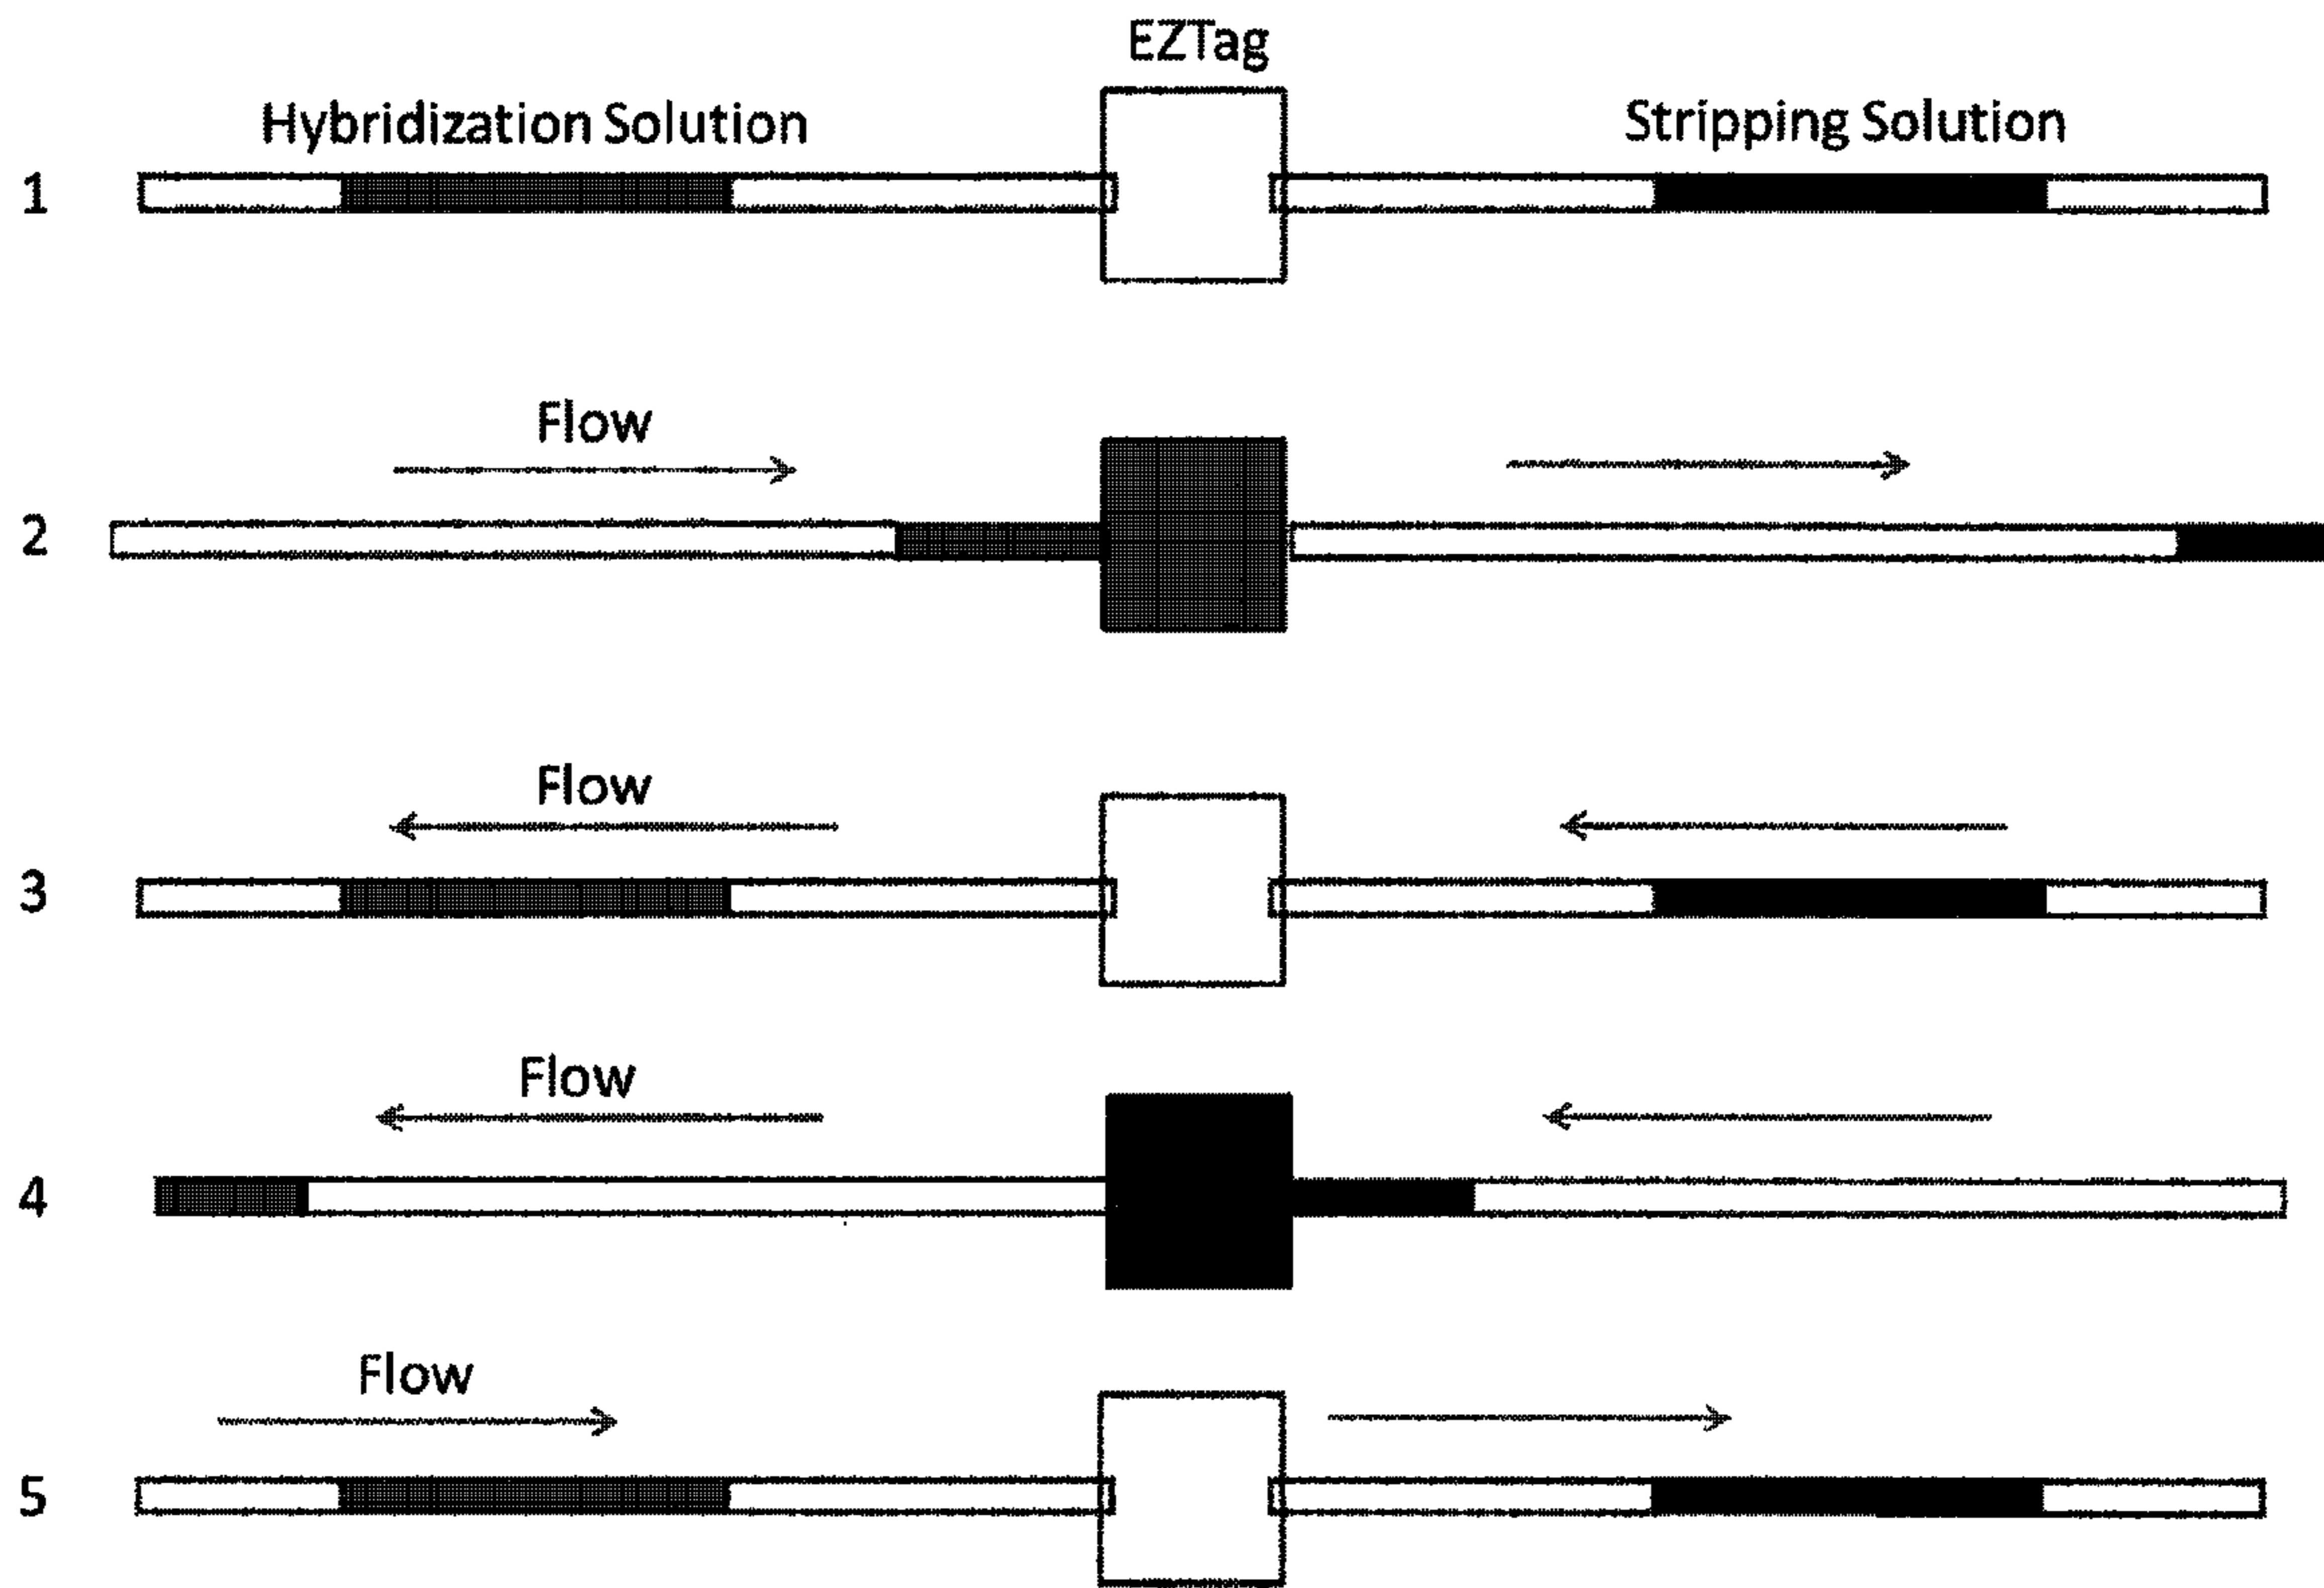 EZTag
Hybridization Solution
Stripping Solution
1
Flow
2
Flow
3
Flow
4
Flow
5